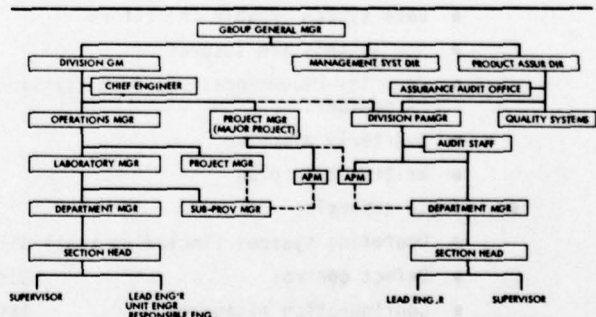 GROUP GENERAL MGR
DIVISION GM
MANAGEMENT SYST DIR
PRODUCT ASSUR DIR
CHIEF ENGINEER
ASSURANCE AUDIT OFFICE
OPERATIONS MGR
PROJECT MGR
(MAJOR PROJECT)
DIVISION PAMGR
QUALITY SYSTEMS
AUDIT STAFF
LABORATORY MGR
PROJECT MGR
APM
APM
DEPARTMENT MGR
SUB-PROV MGR
DEPARTMENT MGR
SECTION HEAD
SECTION HEAD
SUPERVISOR
LEAD ENG'R
UNIT ENGR
RESPONSIBLE ENG
LEAD ENG,R
SUPERVISOR